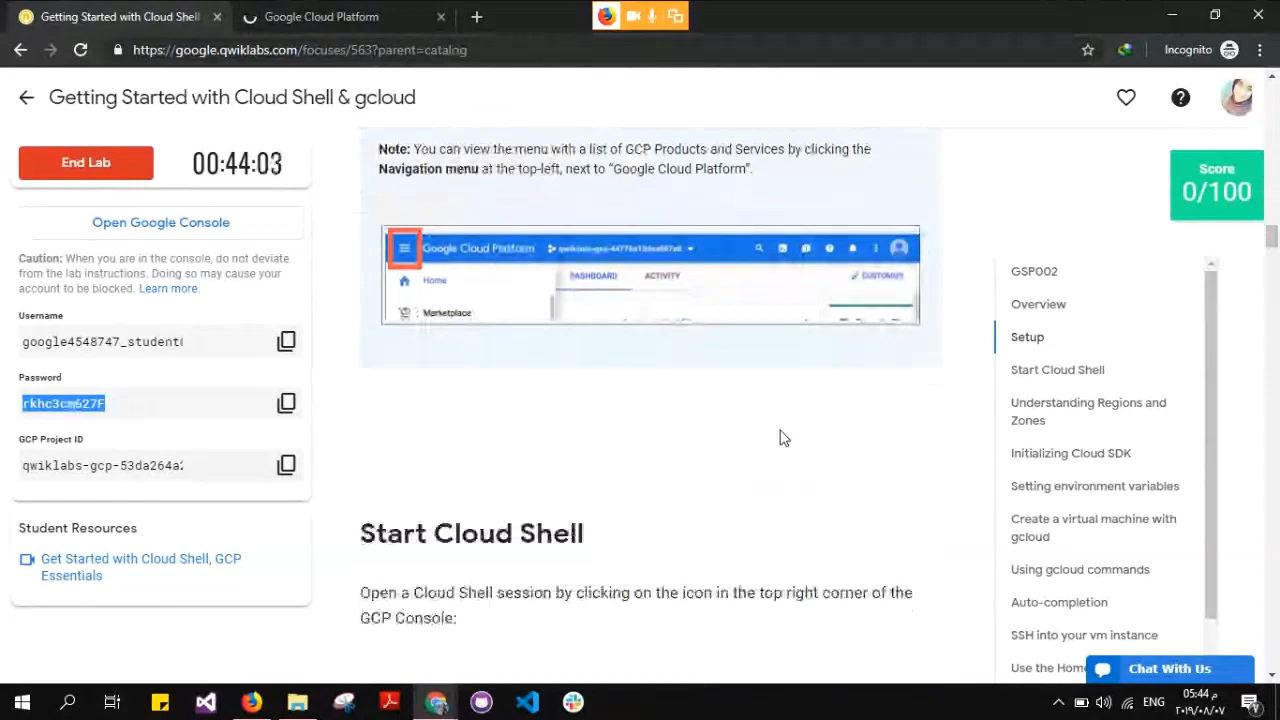 Getting Started with Cloud Shell
Google Cloud Platform
https://google.qwiklabs.com/focuses/563?parent=catalog
Incognito
Getting Started with Cloud Shell & gcloud
End Lab
00:44:03
Open Google Console
Caution: When you are in the console, do not deviate
from the lab instructions. Doing so may cause your
account to be blocked. Learn more.
Username
google4548747_student
Password
rkhc3cm627F
GCP Project ID
qwiklabs-gcp-53da264a2
Student Resources
Get Started with Cloud Shell, GCP
Essentials
Note: You can view the menu with a list of GCP Products and Services by clicking the
Navigation menu at the top-left, next to “Google Cloud Platform”.
Google Cloud Platform
DASHBOARD
ACTIVITY
CUSTOMIZE
Home
Marketplace
Start Cloud Shell
Open a Cloud Shell session by clicking on the icon in the top right corner of the
GCP Console:
Score
0/100
GSP002
Overview
Setup
Start Cloud Shell
Understanding Regions and
Zones
Initializing Cloud SDK
Setting environment variables
Create a virtual machine with
gcloud
Using gcloud commands
Auto-completion
SSH into your vm instance
Use the Home
Chat With Us
ENG
05:44 م
٢٠١٩/٠٨/٠٧